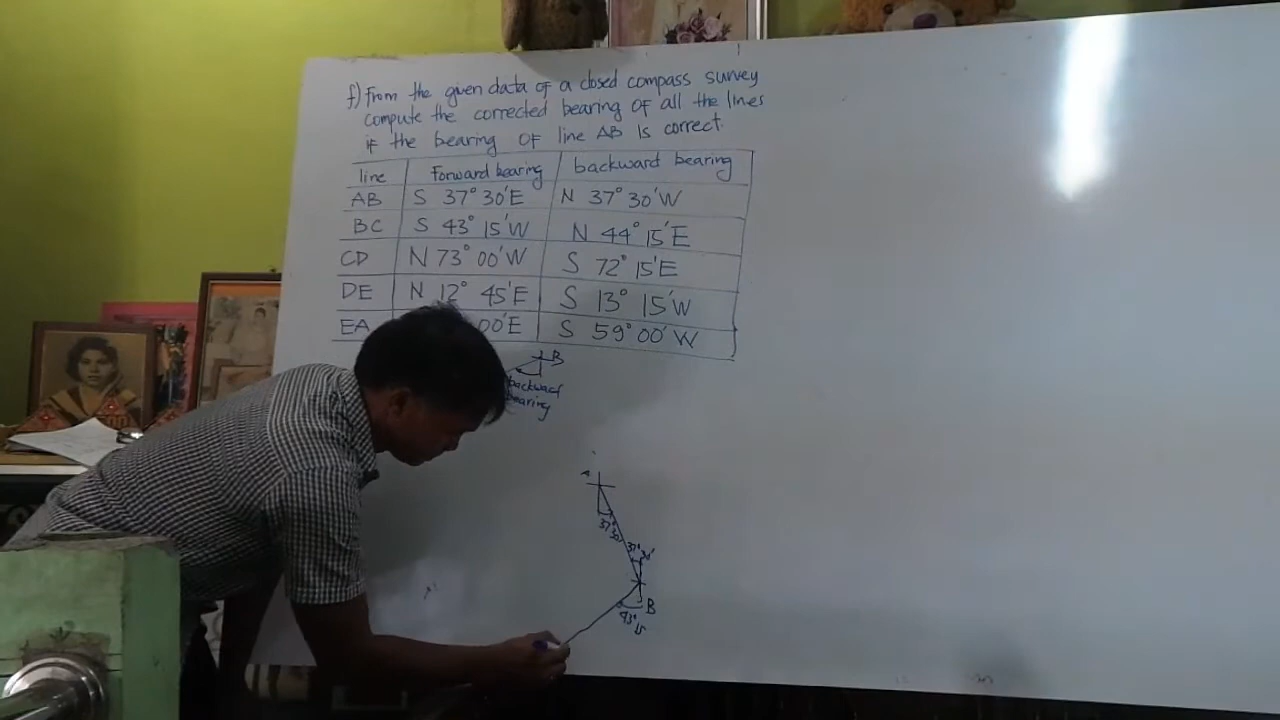 f) From the given data of a closed compass survey
compute the corrected bearing of all the lines
if the bearing of line AB is correct.
line Forward bearing backward bearing
AB S 37° 30'E N 37° 30'W
BC S 43° 15'W N 44° 15'E
CD N 73° 00'W S 72° 15'E
DE N 12° 45'E S 13° 15'W
EA 00'E S 59° 00'W
B
backward
bearing
A
37° 30'
37° 30'
B
43° 15'